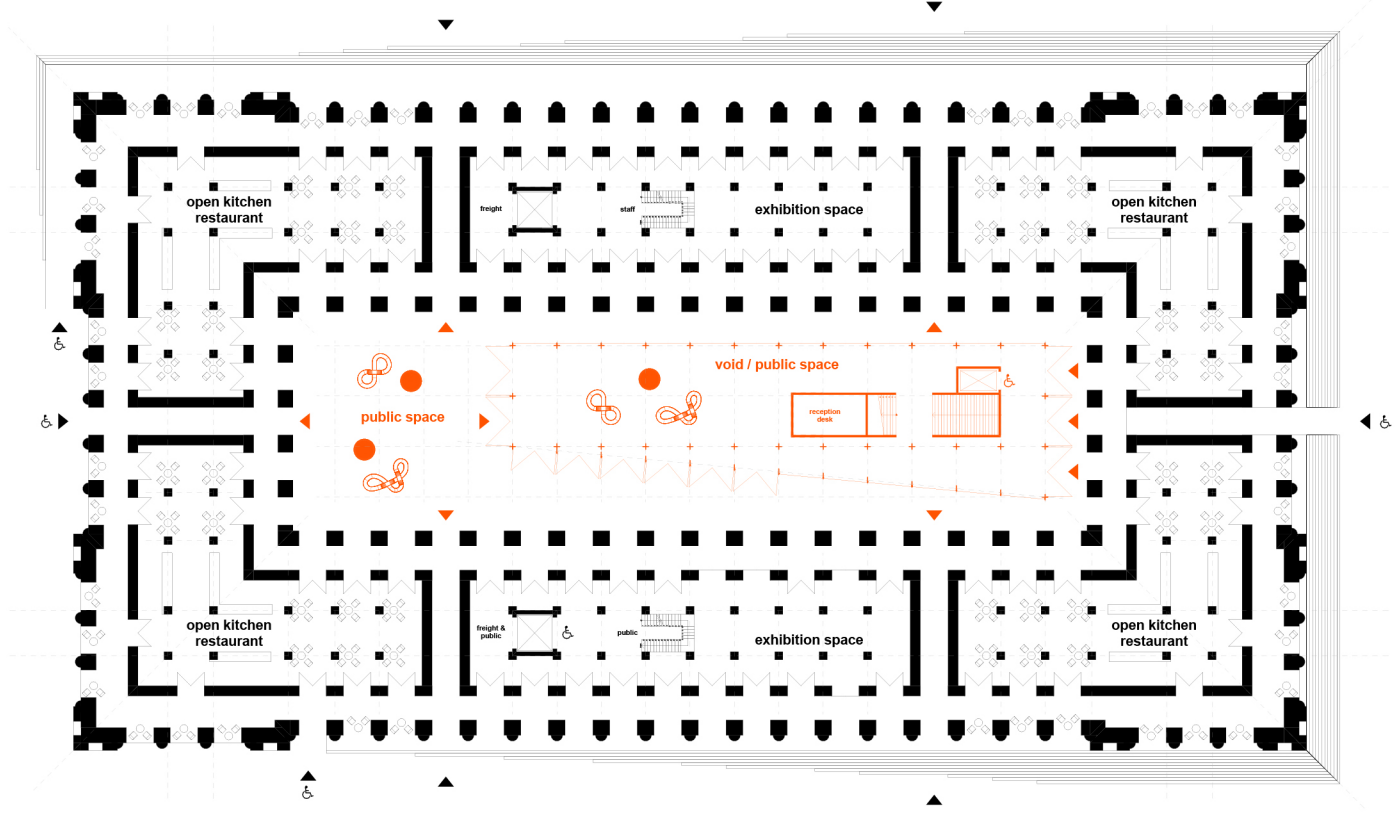 open kitchen
restaurant
freight
staff
exhibition space
open kitchen
restaurant
void / public space
public space
reception
desk
open kitchen
restaurant
freight &
public
public
exhibition space
open kitchen
restaurant